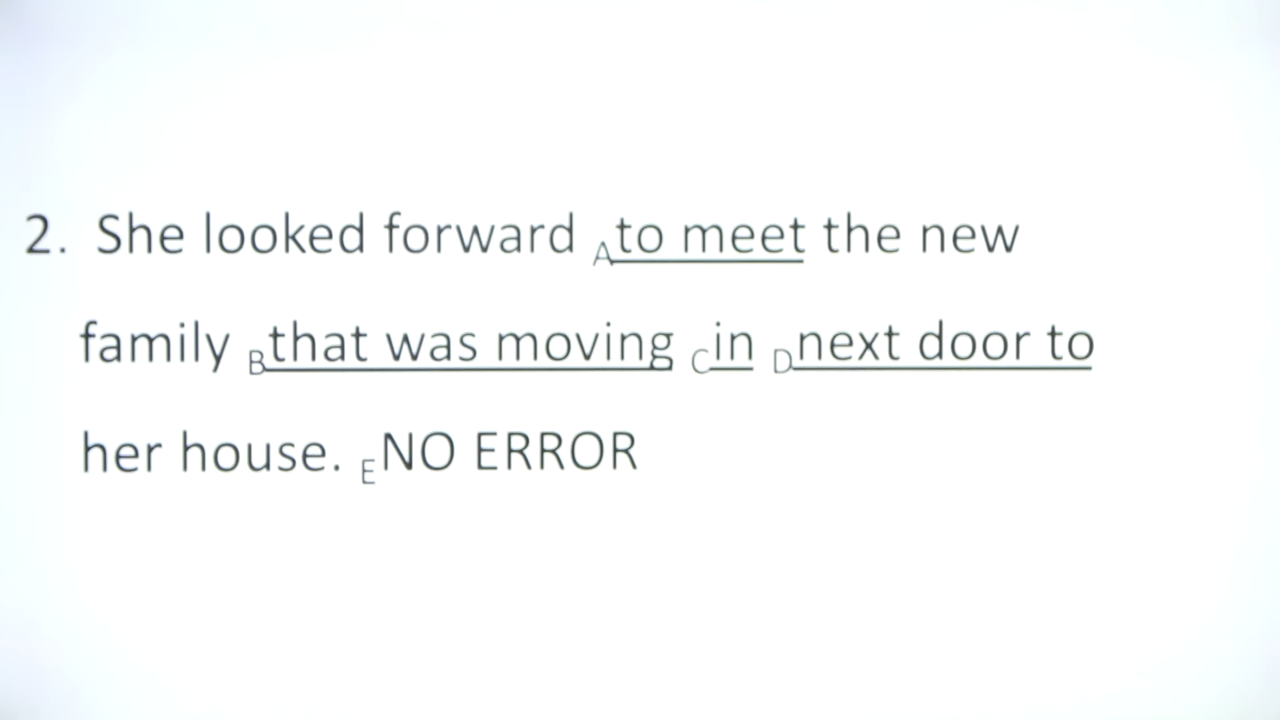 2. She looked forward A to meet the new
family B that was moving C in D next door to
her house. E NO ERROR